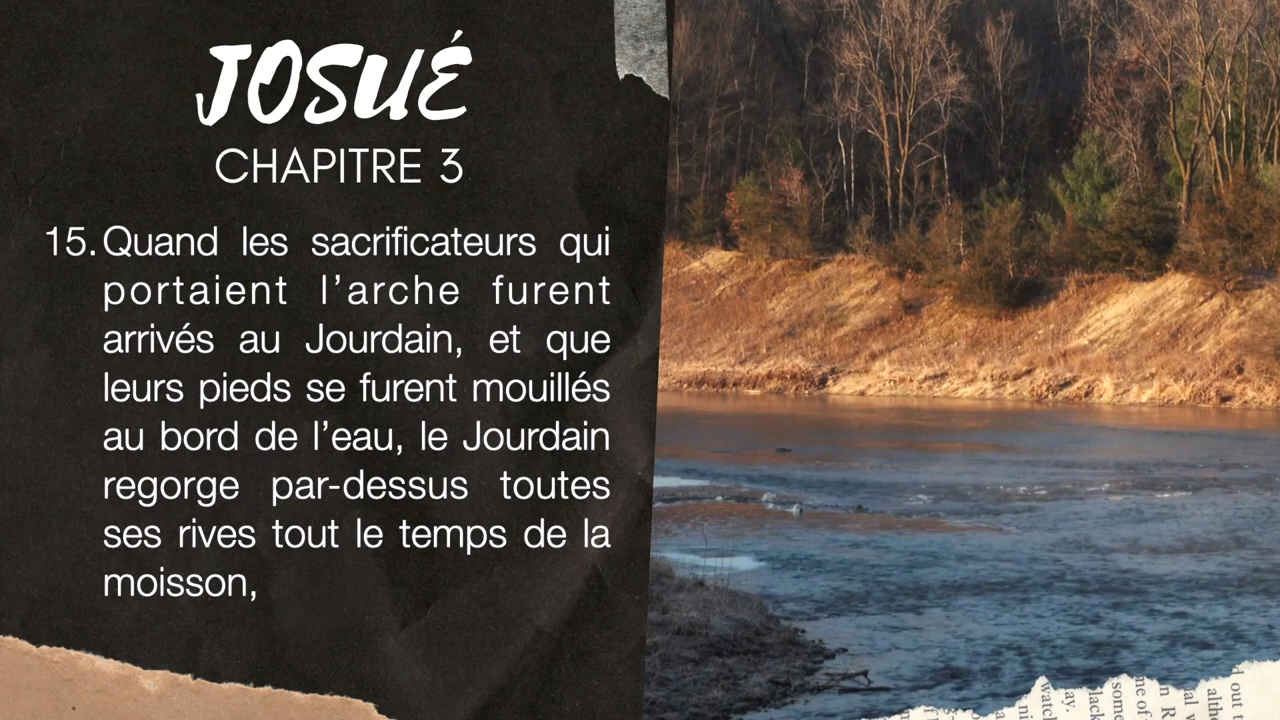 JOSUÉ
CHAPITRE 3
15. Quand les sacrificateurs qui
portaient l’arche furent
arrivés au Jourdain, et que
leurs pieds se furent mouillés
au bord de l’eau, le Jourdain
regorge par-dessus toutes
ses rives tout le temps de la
moisson,